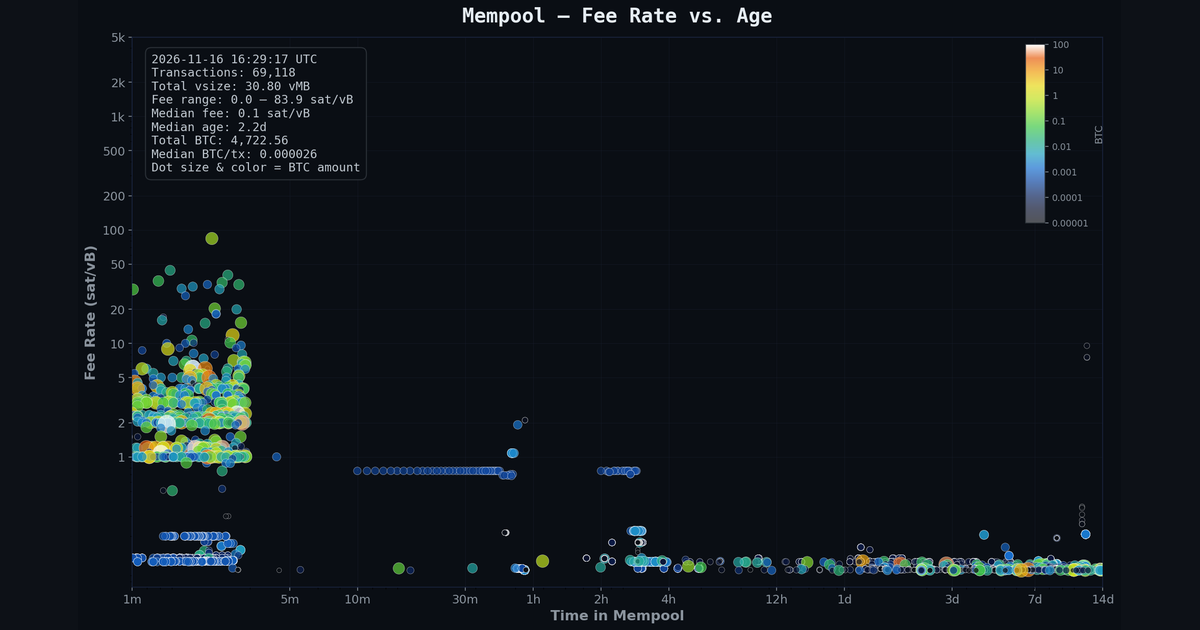 Mempool — Fee Rate vs. Age
2026-11-16 16:29:17 UTC
Transactions: 69,118
Total vsize: 30.80 vMB
Fee range: 0.0 — 83.9 sat/vB
Median fee: 0.1 sat/vB
Median age: 2.2d
Total BTC: 4,722.56
Median BTC/tx: 0.000026
Dot size & color = BTC amount
100
10
1
0.1
0.01
0.001
0.0001
0.00001
BTC
Fee Rate (sat/vB)
5k
2k
1k
500
200
100
50
20
10
5
2
1
1m
5m
10m
30m
1h
2h
4h
12h
1d
3d
7d
14d
Time in Mempool